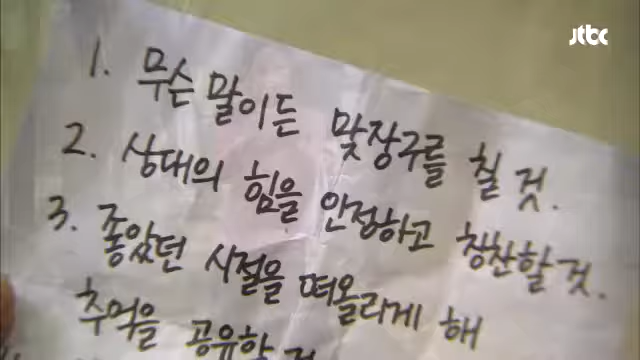 jtbc
1. 무슨 말이든 맞장구를 칠 것.
2. 상대의 힘을 인정하고 칭찬할 것.
3. 좋았던 시절을 떠올리게 해
추억을 공유할 것